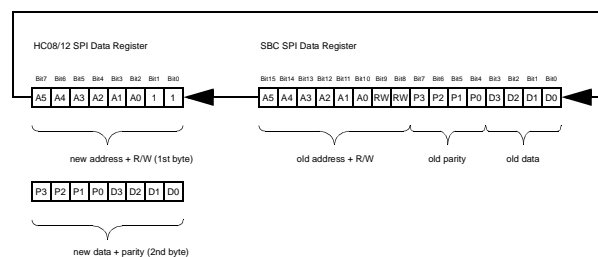 HC08/12 SPI Data Register
SBC SPI Data Register
Bit7 Bit6 Bit5 Bit4 Bit3 Bit2 Bit1 Bit0
Bit15 Bit14 Bit13 Bit12 Bit11 Bit10 Bit9 Bit8 Bit7 Bit6 Bit5 Bit4 Bit3 Bit2 Bit1 Bit0
A5 A4 A3 A2 A1 A0 1 1
A5 A4 A3 A2 A1 A0 RW RW P3 P2 P1 P0 D3 D2 D1 D0
new address + R/W (1st byte)
old address + R/W
old parity
old data
P3 P2 P1 P0 D3 D2 D1 D0
new data + parity (2nd byte)